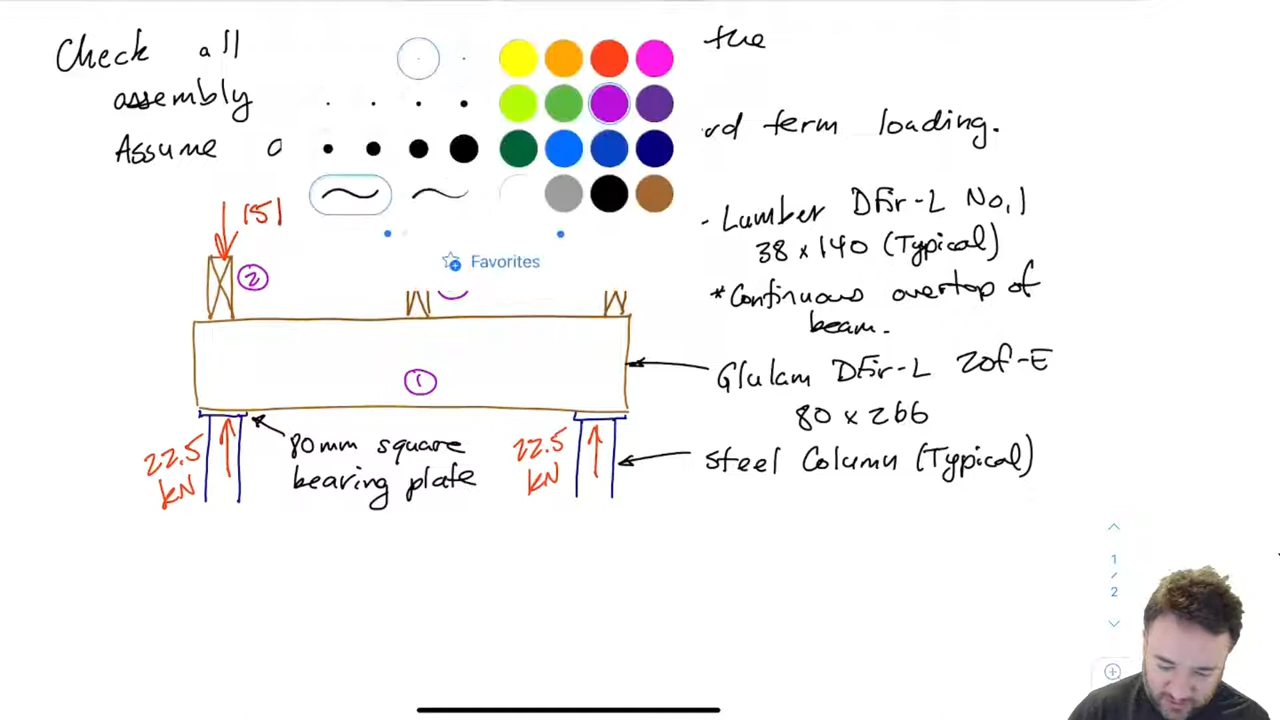 Check all the
assembly
Assume rd term loading.
151
- Lumber DFir-L No.1
38 x 140 (Typical)
*Continuous overtop of
beam.
2
Favorites
1
Glulam DFir-L 20f-E
80 x 266
80mm square
bearing plate
22.5
kN
22.5
kN
Steel Column (Typical)
1
/
2